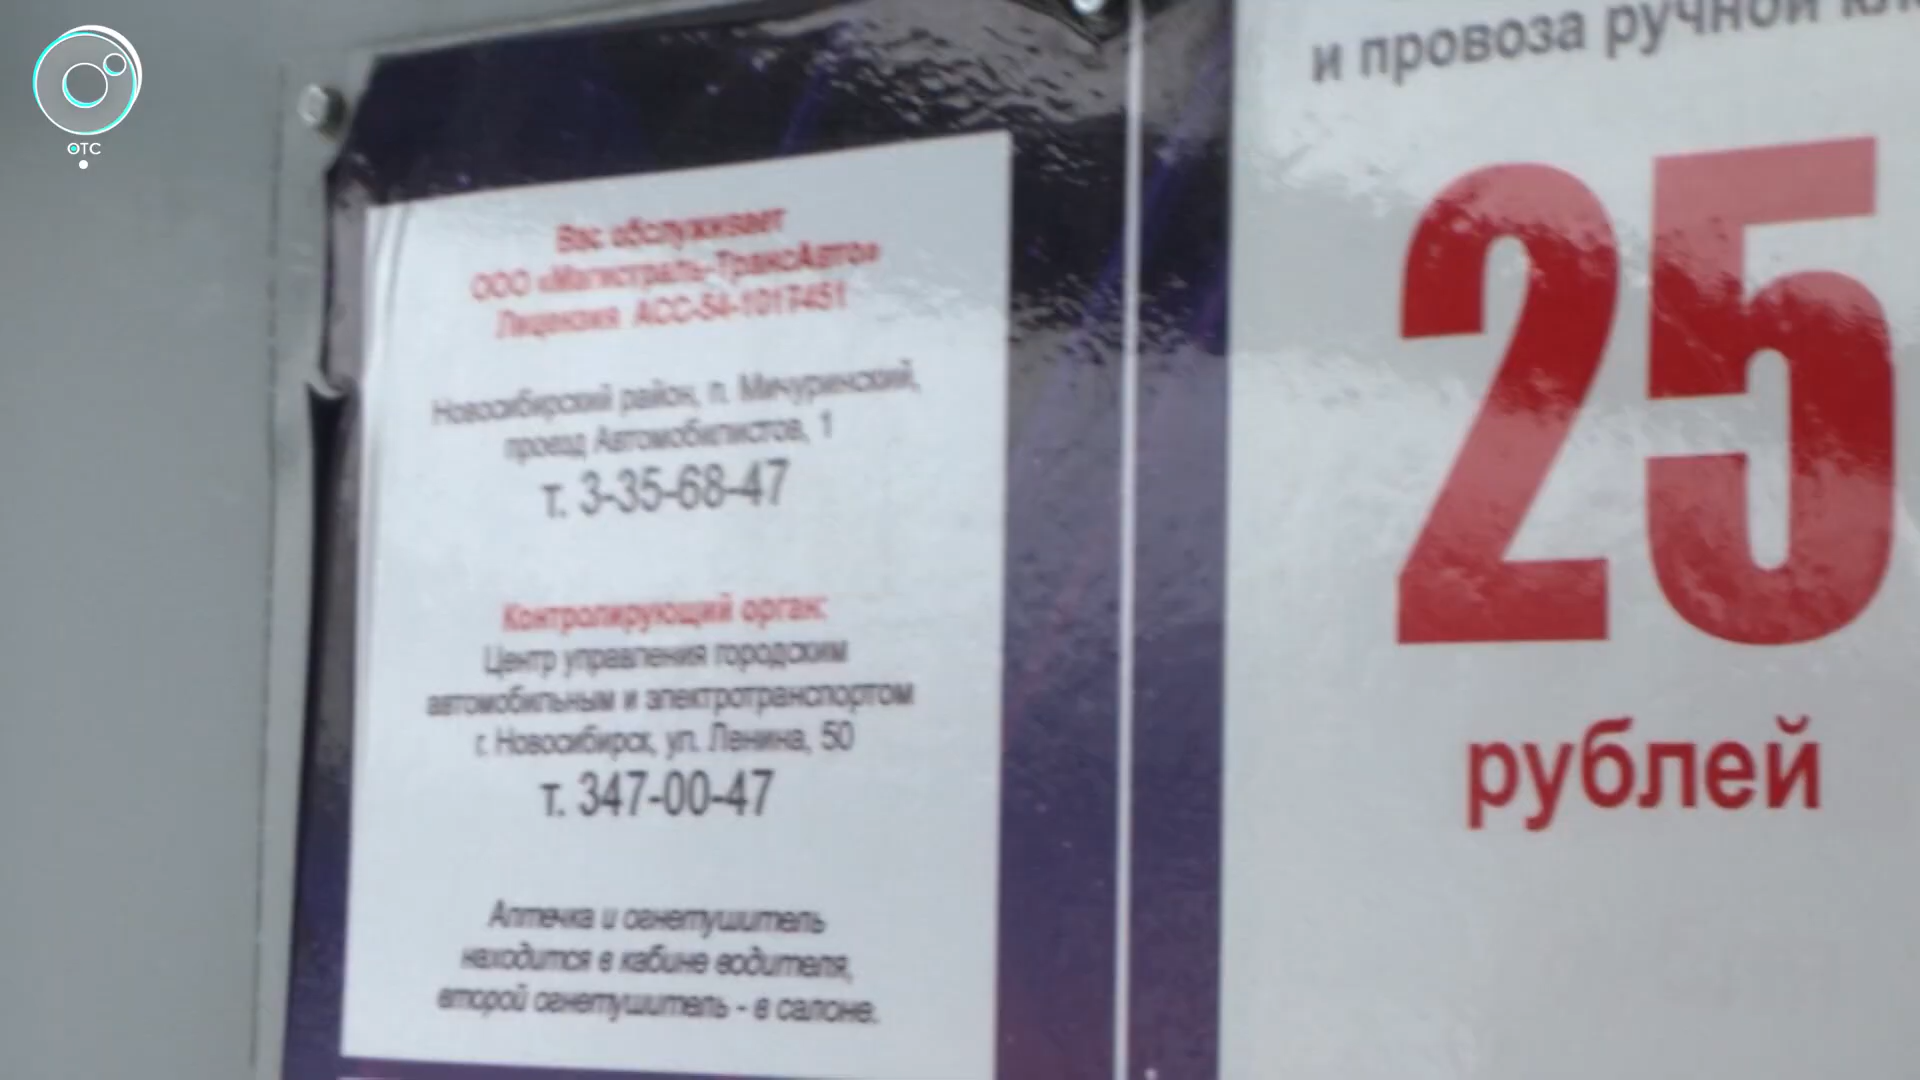 ОТС
Вас обслуживает
ООО «Магистраль-ТрансАвто»
Лицензия АСС-54-1017451
Новосибирский район, п. Мичуринский,
проезд Автомобилистов, 1
т. 3-35-68-47
Контролирующий орган:
Центр управления городским
автомобильным и электротранспортом
г. Новосибирск, ул. Ленина, 50
т. 347-00-47
Аптечка и огнетушитель
находится в кабине водителя,
второй огнетушитель - в салоне.
и провоза ручной
25
рублей